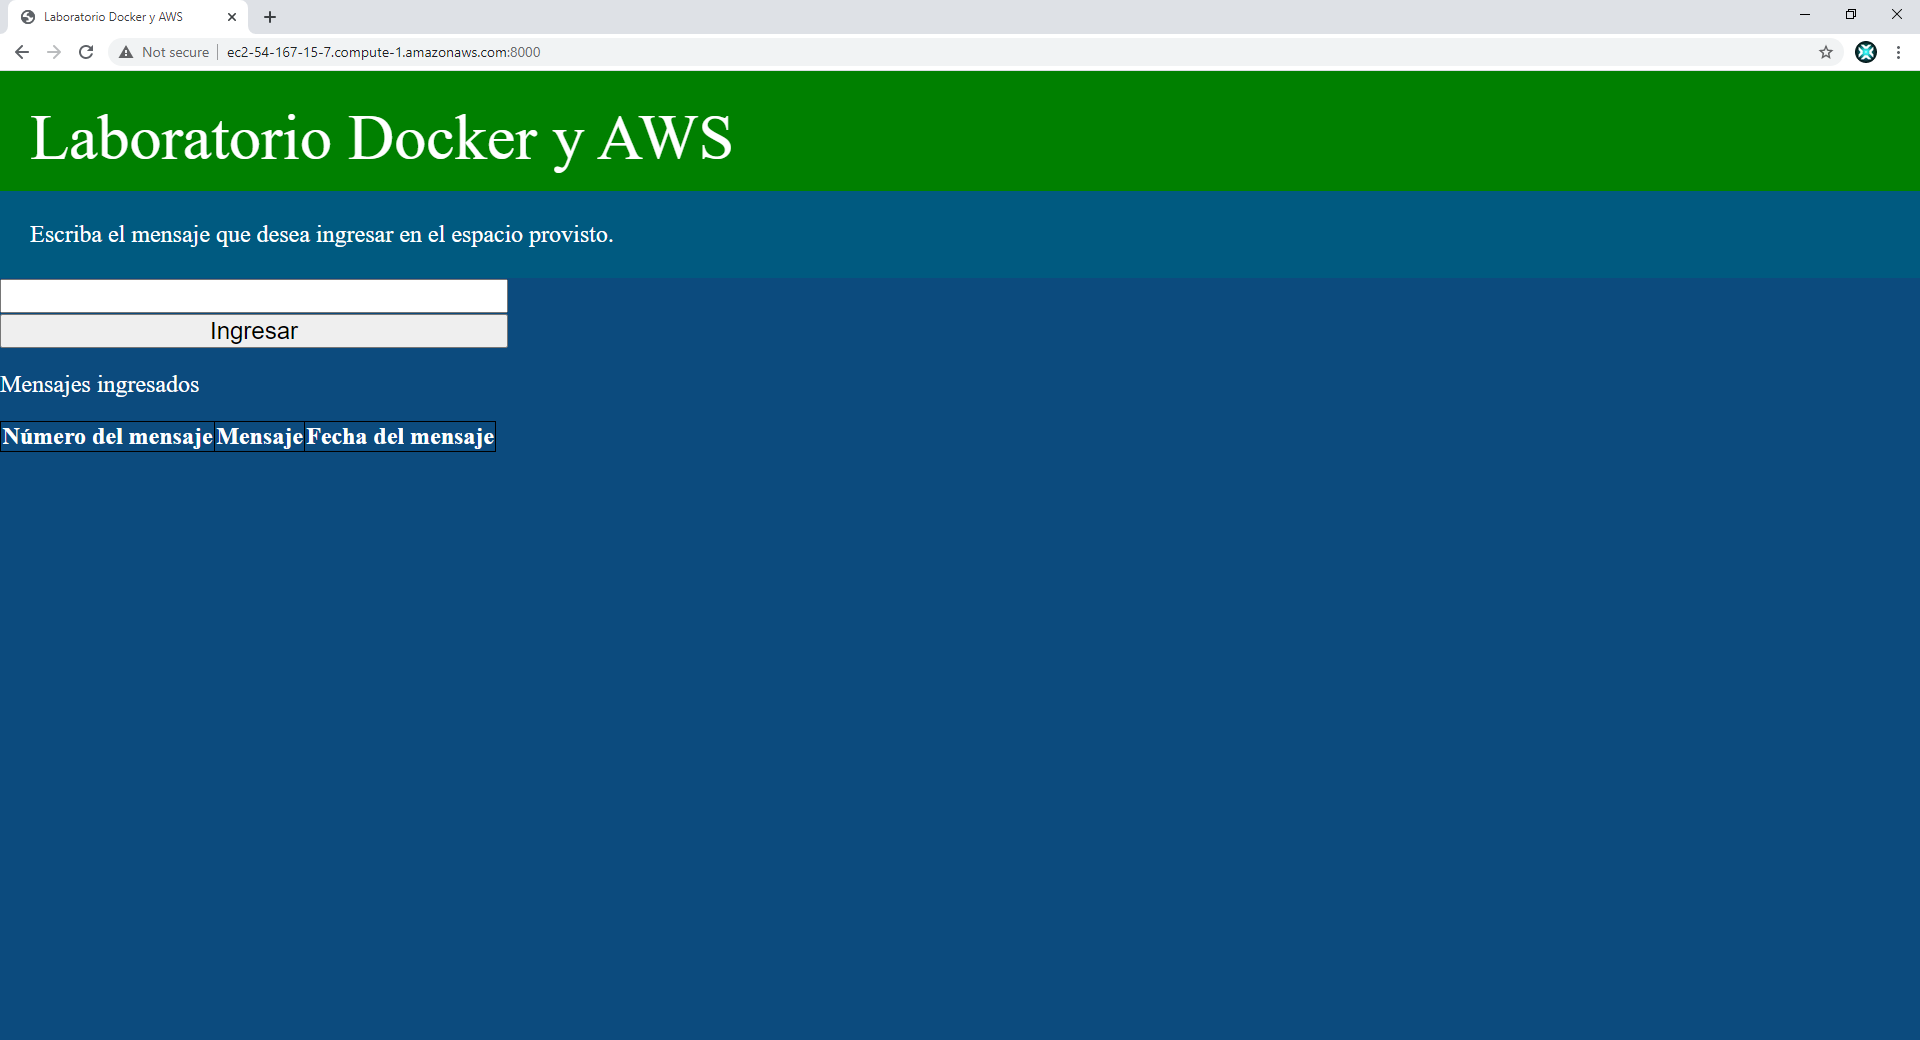 Laboratorio Docker y AWS
Not secure
ec2-54-167-15-7.compute-1.amazonaws.com:8000
Laboratorio Docker y AWS
Escriba el mensaje que desea ingresar en el espacio provisto.
Ingresar
Mensajes ingresados
Número del mensaje Mensaje Fecha del mensaje